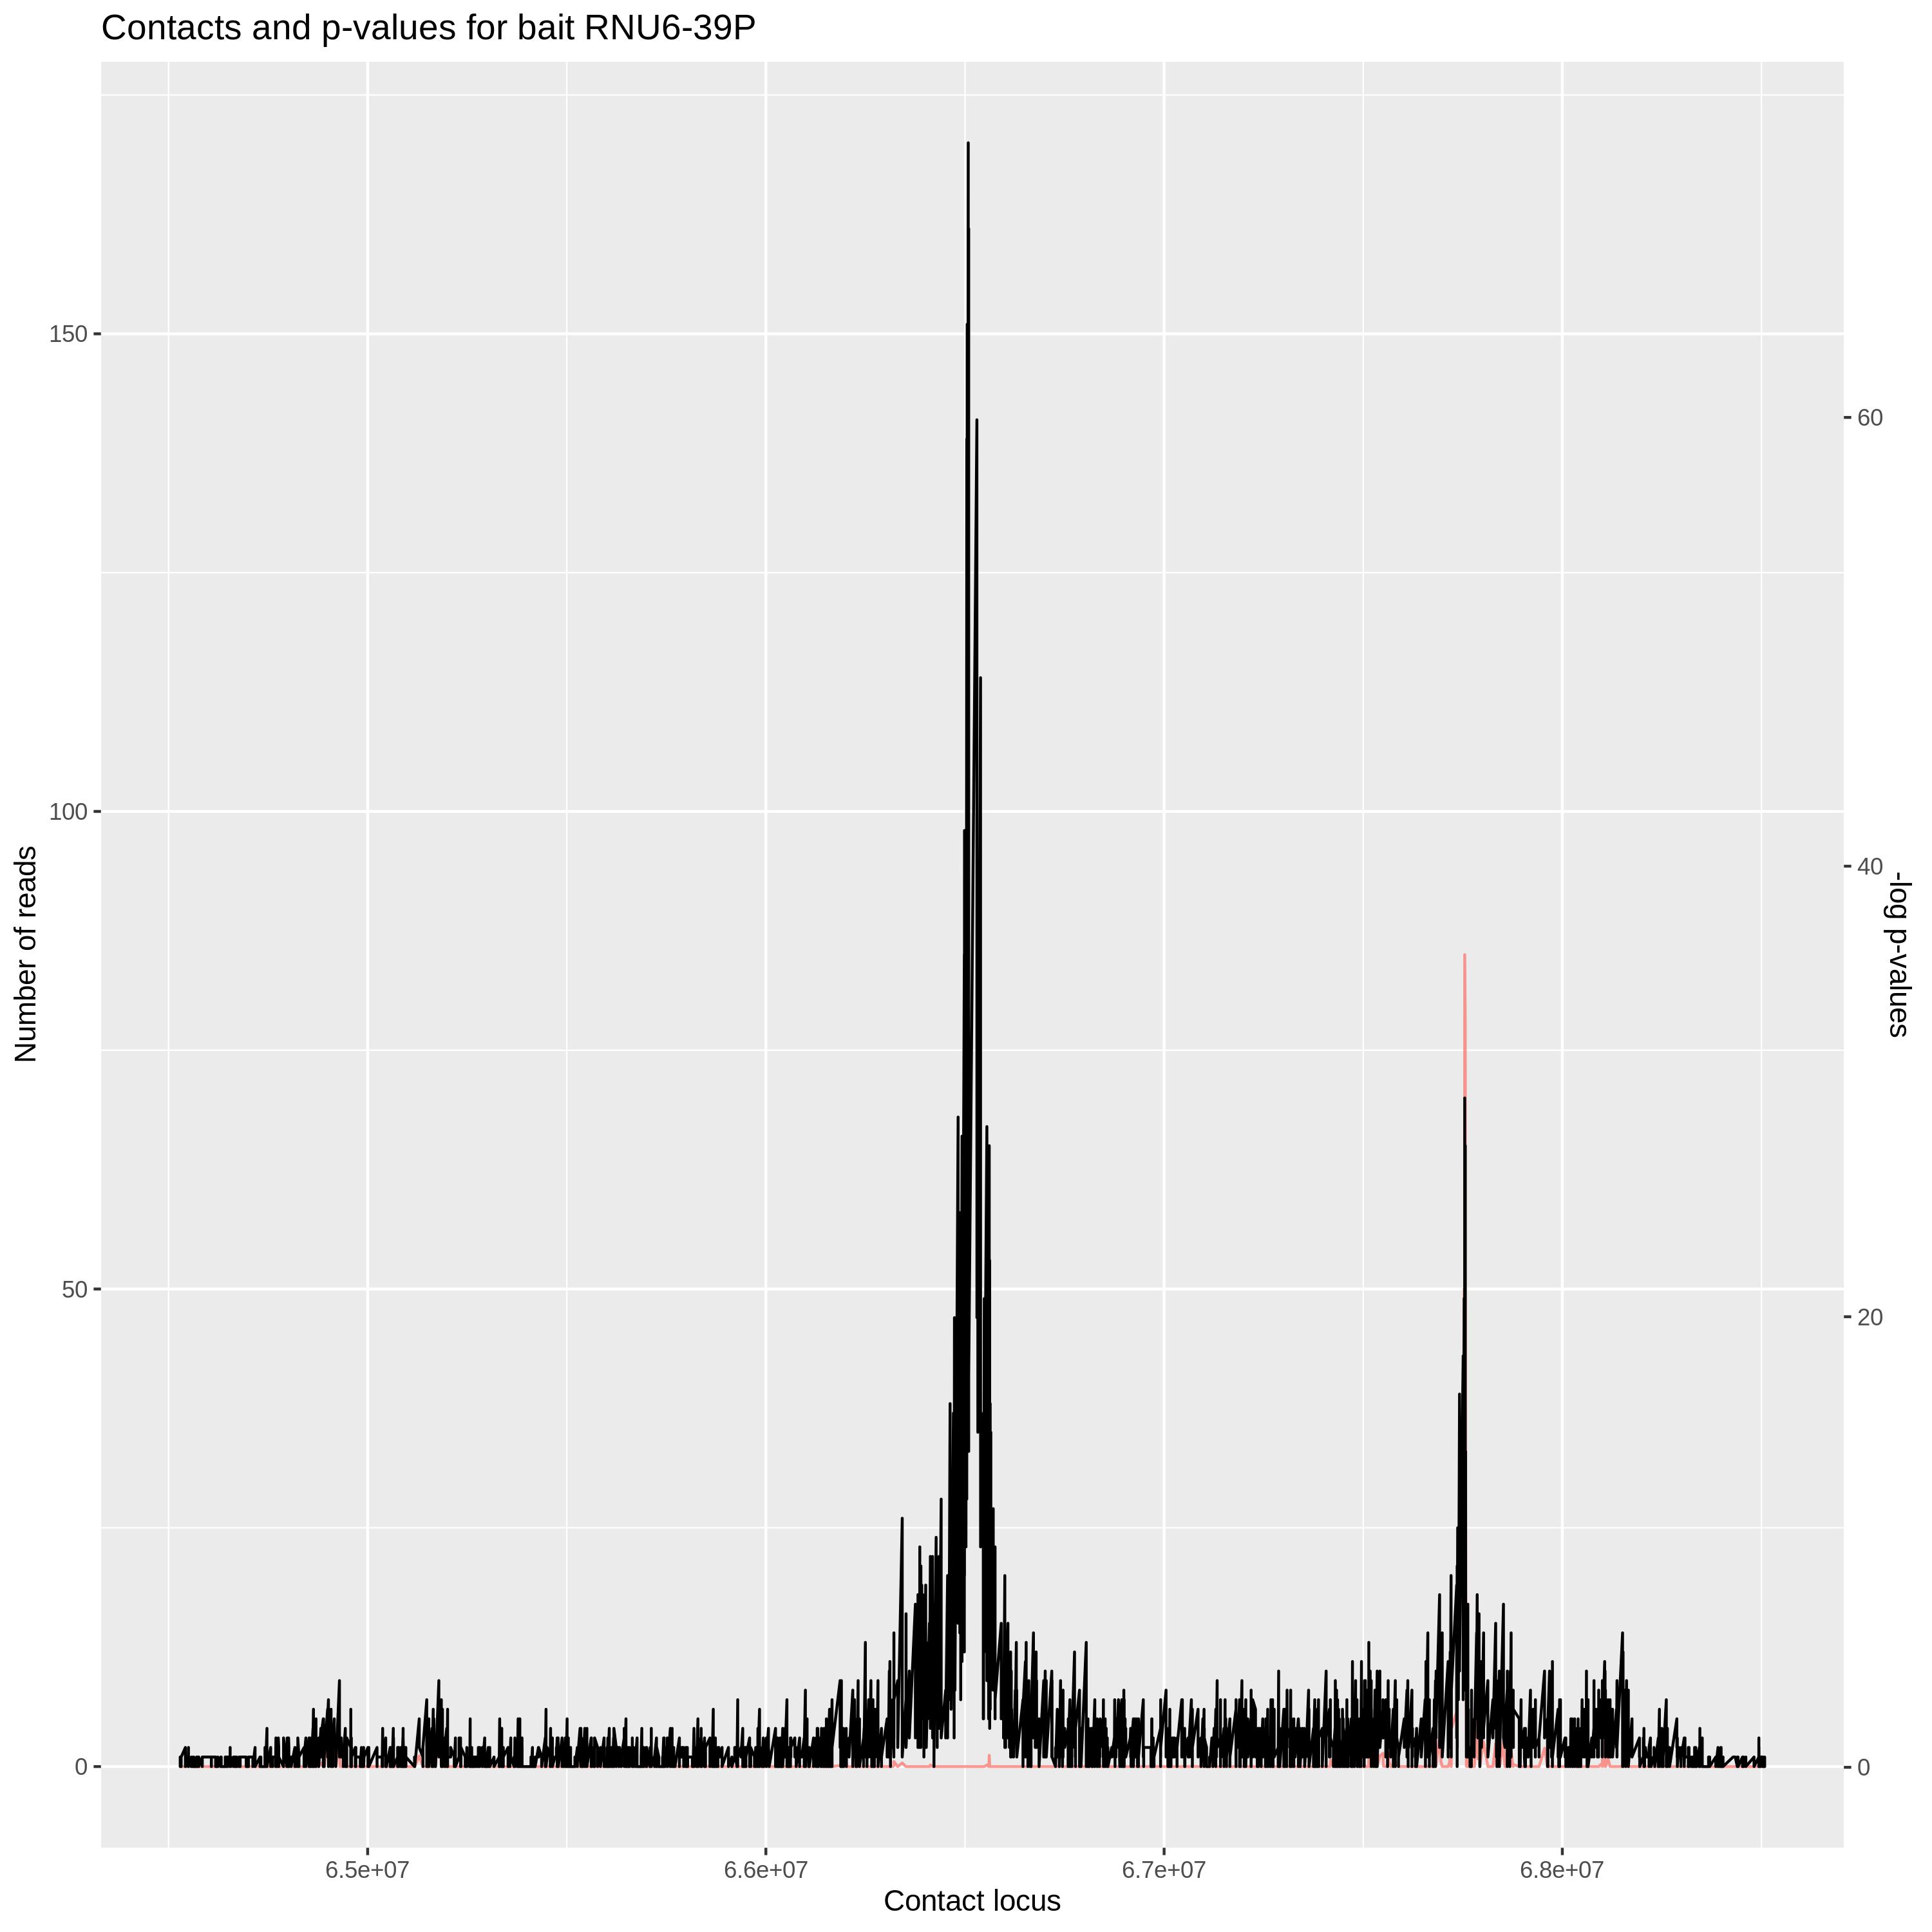 Contacts and p-values for bait RNU6-39P
150
100
50
0
Number of reads
60
40
20
0
-log p-values
6.5e+07
6.6e+07
6.7e+07
6.8e+07
Contact locus